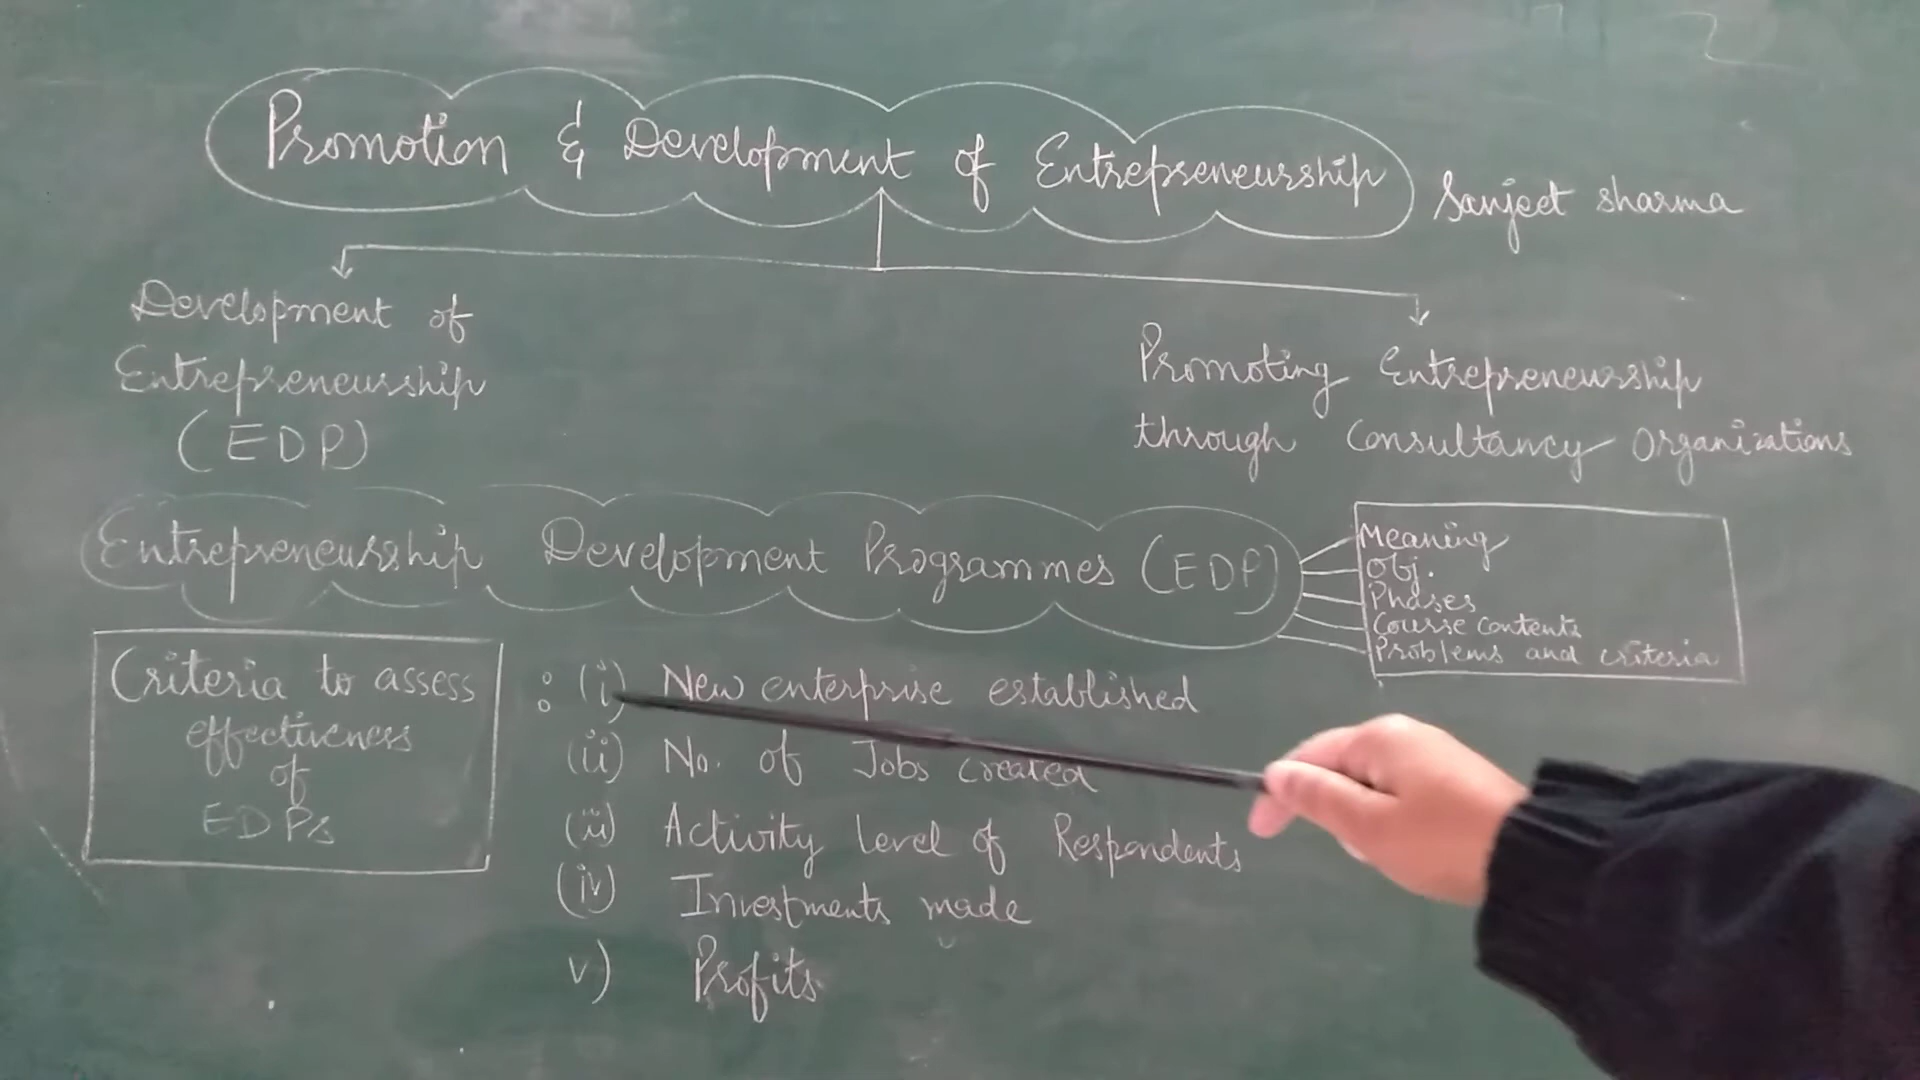 Promotion & Development of Entrepreneurship
Sanjeet sharma
Development of
Entrepreneurship
(EDP)
Promoting Entrepreneurship
through Consultancy Organizations
Entrepreneurship Development Programmes (EDP)
Meaning
Obj.
Phases
Course contents
Problems and criteria
Criteria to assess
effectiveness
of
EDPs
: (i) New enterprise established
(ii) No. of Jobs created
(iii) Activity level of Respondents
(iv) Investments made
v) Profits